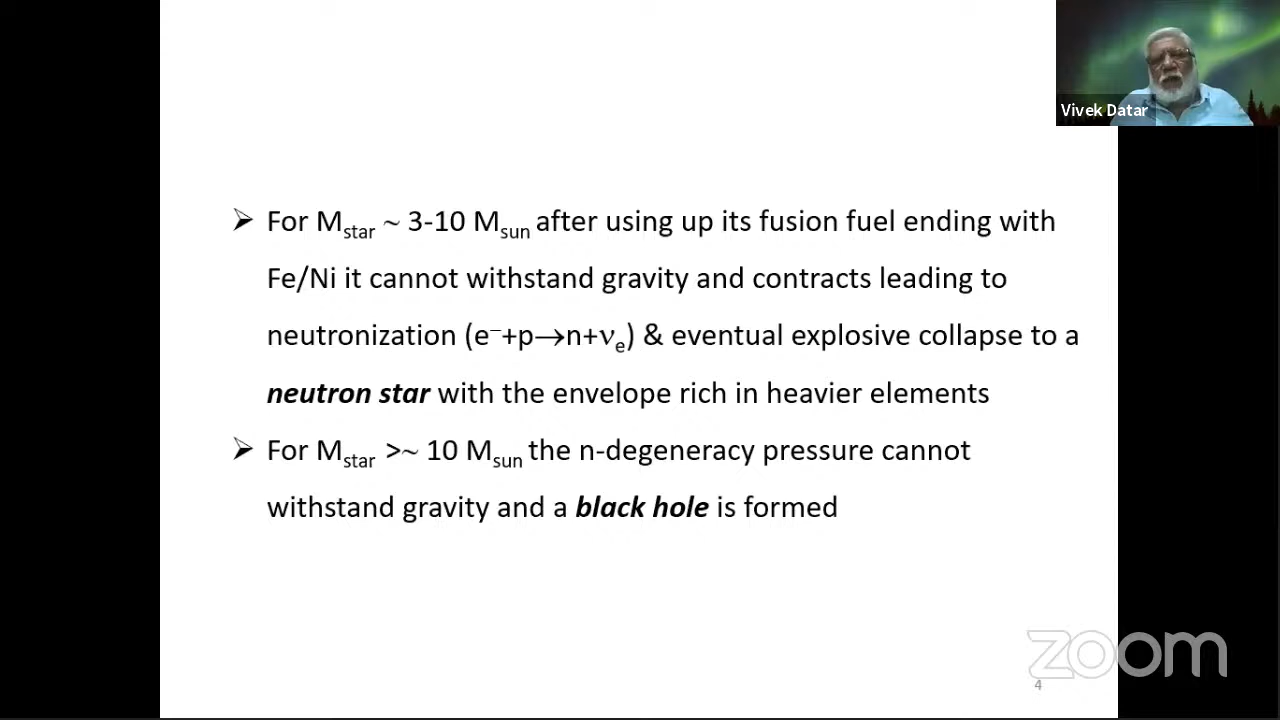 Vivek Datar
➢ For M_star ~ 3-10 M_sun after using up its fusion fuel ending with
Fe/Ni it cannot withstand gravity and contracts leading to
neutronization (e⁻+p→n+ν_e) & eventual explosive collapse to a
neutron star with the envelope rich in heavier elements
➢ For M_star >~ 10 M_sun the n-degeneracy pressure cannot
withstand gravity and a black hole is formed
zoom
4